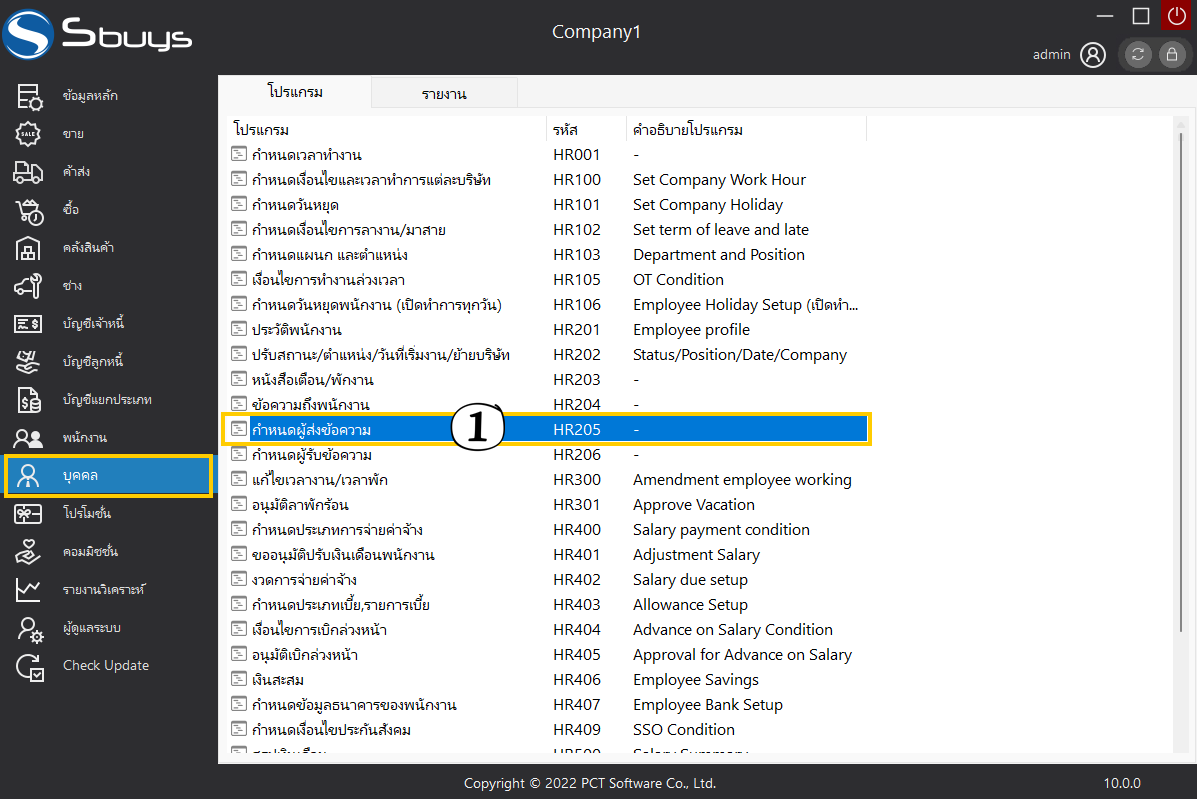 Sbuys
Company1
admin
ข้อมูลหลัก
ขาย
SALE
ค้าส่ง
ซื้อ
คลังสินค้า
ช่าง
บัญชีเจ้าหนี้
บัญชีลูกหนี้
บัญชีแยกประเภท
พนักงาน
บุคคล
โปรโมชั่น
คอมมิชชั่น
รายงานวิเคราะห์
ผู้ดูแลระบบ
Check Update
โปรแกรม รายงาน
โปรแกรม รหัส คำอธิบายโปรแกรม
กำหนดเวลาทำงาน HR001 -
กำหนดเงื่อนไขและเวลาทำการแต่ละบริษัท HR100 Set Company Work Hour
กำหนดวันหยุด HR101 Set Company Holiday
กำหนดเงื่อนไขการลางาน/มาสาย HR102 Set term of leave and late
กำหนดแผนก และตำแหน่ง HR103 Department and Position
เงื่อนไขการทำงานล่วงเวลา HR105 OT Condition
กำหนดวันหยุดพนักงาน (เปิดทำการทุกวัน) HR106 Employee Holiday Setup (เปิดทำ...
ประวัติพนักงาน HR201 Employee profile
ปรับสถานะ/ตำแหน่ง/วันที่เริ่มงาน/ย้ายบริษัท HR202 Status/Position/Date/Company
หนังสือเตือน/พักงาน HR203 -
ข้อความถึงพนักงาน HR204 -
กำหนดผู้ส่งข้อความ 1 HR205 -
กำหนดผู้รับข้อความ HR206 -
แก้ไขเวลางาน/เวลาพัก HR300 Amendment employee working
อนุมัติลาพักร้อน HR301 Approve Vacation
กำหนดประเภทการจ่ายค่าจ้าง HR400 Salary payment condition
ขออนุมัติปรับเงินเดือนพนักงาน HR401 Adjustment Salary
งวดการจ่ายค่าจ้าง HR402 Salary due setup
กำหนดประเภทเบี้ย,รายการเบี้ย HR403 Allowance Setup
เงื่อนไขการเบิกล่วงหน้า HR404 Advance on Salary Condition
อนุมัติเบิกล่วงหน้า HR405 Approval for Advance on Salary
เงินสะสม HR406 Employee Savings
กำหนดข้อมูลธนาคารของพนักงาน HR407 Employee Bank Setup
กำหนดเงื่อนไขประกันสังคม HR409 SSO Condition
สรุปเงินเดือน HR500 Salary Summary
Copyright © 2022 PCT Software Co., Ltd.
10.0.0